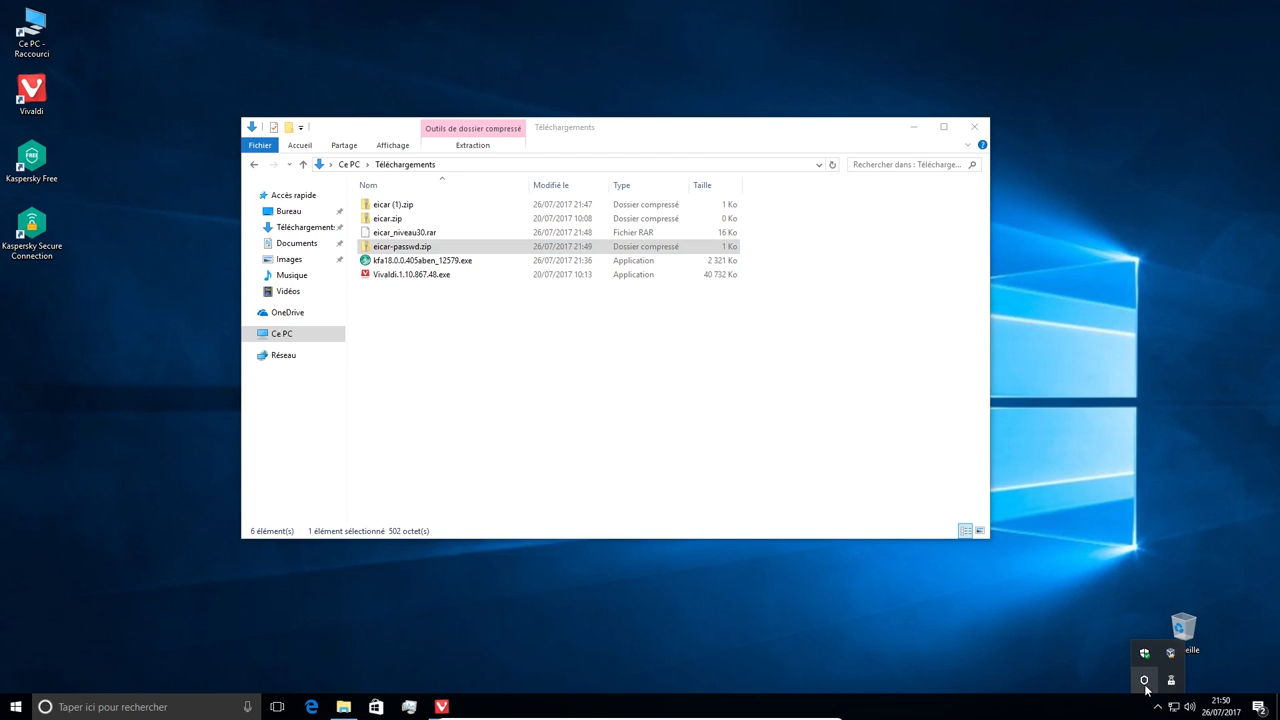 Ce PC -
Raccourci
Vivaldi
FREE
Kaspersky Free
Kaspersky Secure
Connection
Outils de dossier compressé
Téléchargements
Fichier
Accueil
Partage
Affichage
Extraction
Ce PC
Téléchargements
Rechercher dans : Télécharge...
Nom
Modifié le
Type
Taille
Accès rapide
Bureau
Téléchargements
Documents
Images
Musique
Vidéos
OneDrive
Ce PC
Réseau
eicar (1).zip 26/07/2017 21:47 Dossier compressé 1 Ko
eicar.zip 20/07/2017 10:08 Dossier compressé 0 Ko
eicar_niveau30.rar 26/07/2017 21:48 Fichier RAR 16 Ko
eicar-passwd.zip 26/07/2017 21:49 Dossier compressé 1 Ko
kfa18.0.0.405aben_12579.exe 26/07/2017 21:36 Application 2 321 Ko
Vivaldi.1.10.867.48.exe 20/07/2017 10:13 Application 40 732 Ko
6 élément(s)
1 élément sélectionné 502 octet(s)
eille
Taper ici pour rechercher
21:50
26/07/2017
2